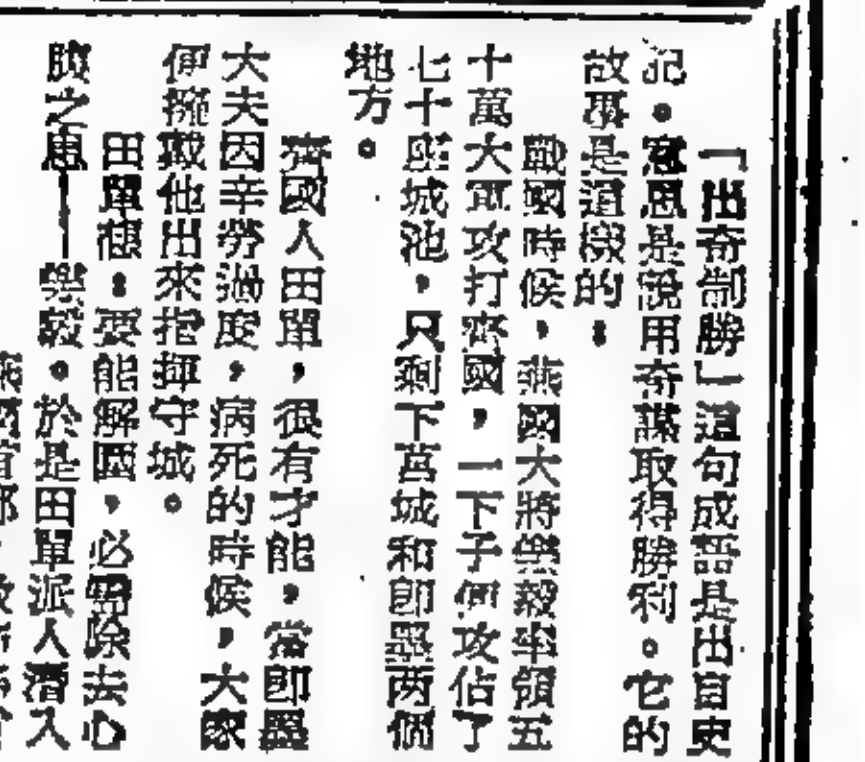 「出奇制勝」這句成語是出自史
記。意思是說用奇謀取得勝利。它的
故事是這樣的：
戰國時候，燕國大將樂毅率領五
十萬大軍攻打齊國，一下子便攻佔了
七十座城池，只剩下莒城和即墨两個
地方。
齊國人田單，很有才能，當即墨
大夫因辛勞過度，病死的時候，大家
便擁戴他出來指揮守城。
田單想：要能解圍，必需除去心
腹之患——樂毅。於是田單派人潛入